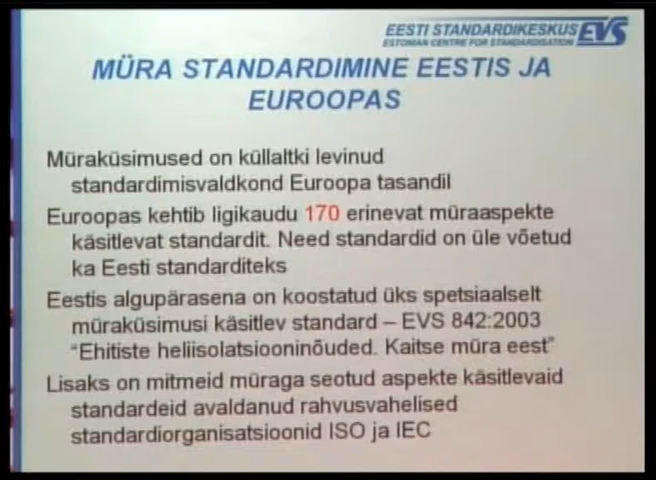 EESTI STANDARDIKESKUS EVS
ESTONIAN CENTRE FOR STANDARDISATION
MÜRA STANDARDIMINE EESTIS JA
EUROOPAS
Müraküsimused on küllaltki levinud
standardimisvaldkond Euroopa tasandil
Euroopas kehtib ligikaudu 170 erinevat müraaspekte
käsitlevat standardit. Need standardid on üle võetud
ka Eesti standarditeks
Eestis algupärasena on koostatud üks spetsiaalselt
müraküsimusi käsitlev standard – EVS 842:2003
“Ehitiste heliisolatsiooninõuded. Kaitse müra eest”
Lisaks on mitmeid müraga seotud aspekte käsitlevaid
standardeid avaldanud rahvusvahelised
standardiorganisatsioonid ISO ja IEC